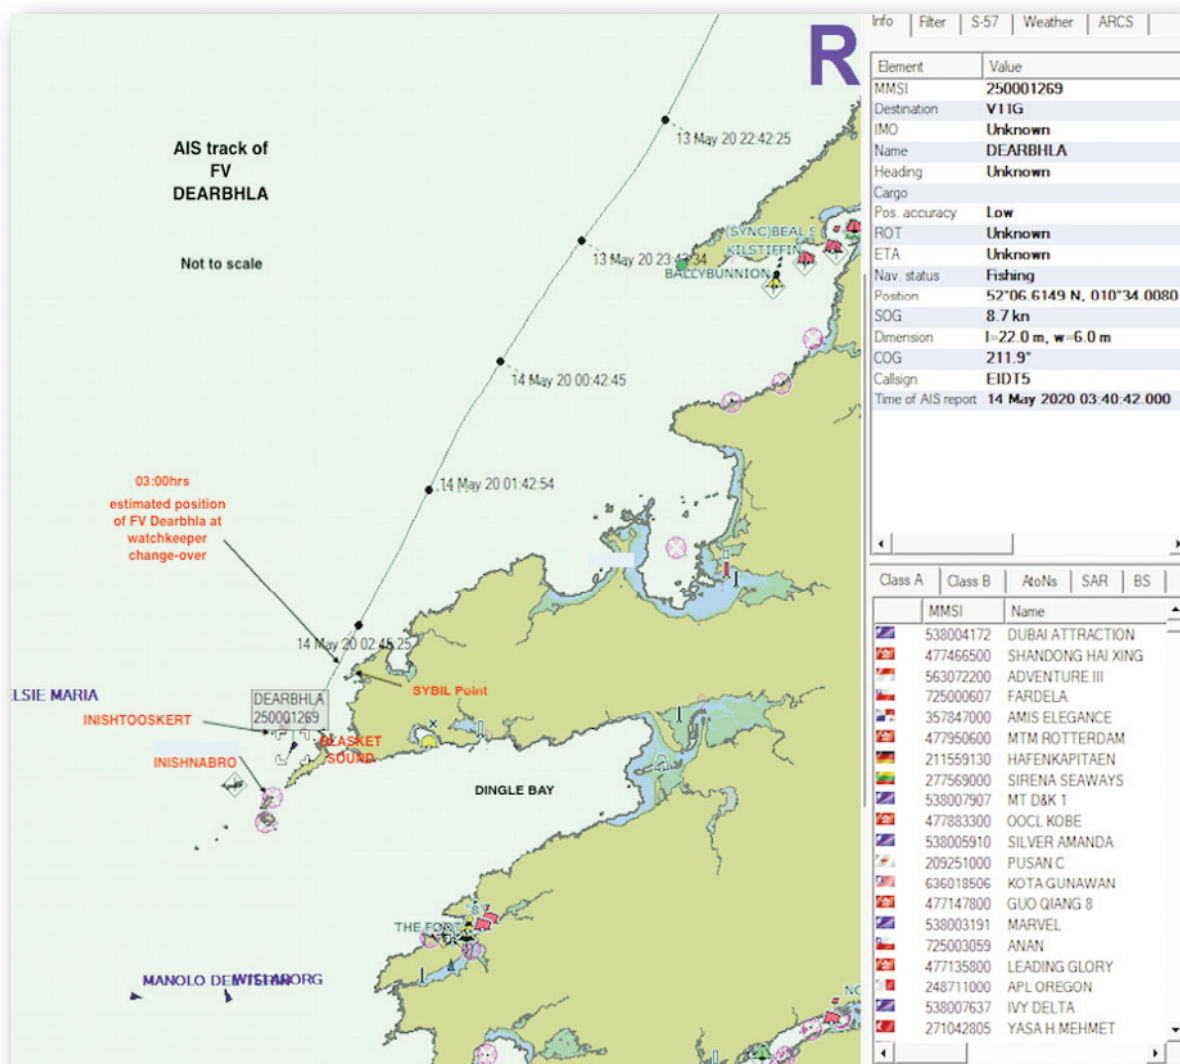 R
AIS track of
FV
DEARBHLA
Not to scale
13 May 20 22:42:25
(SYNC)BEAL S
KILSTIFFIN
13 May 20 23:42:34
BALLYBUNNION
14 May 20 00:42:45
14 May 20 01:42:54
03:00hrs
estimated position
of FV Dearbhla at
watchkeeper
change-over
14 May 20 02:45:25
SYBIL Point
ELSIE MARIA
DEARBHLA
250001269
INISHTOOSKERT
BLASKET
SOUND
INISHNABRO
DINGLE BAY
THE FOOT
MANOLO
NO
Info Filter S-57 Weather ARCS
Element Value
MMSI 250001269
Destination V11G
IMO Unknown
Name DEARBHLA
Heading Unknown
Cargo
Pos. accuracy Low
ROT Unknown
ETA Unknown
Nav. status Fishing
Position 52°06.6149 N, 010°34.0080
SOG 8.7 kn
Dimension l=22.0 m, w=6.0 m
COG 211.9°
Callsign EIDT5
Time of AIS report 14 May 2020 03:40:42.000
Class A Class B AtoNs SAR BS
MMSI Name
538004172 DUBAI ATTRACTION
477466500 SHANDONG HAI XING
563072200 ADVENTURE III
725000607 FARDELA
357847000 AMIS ELEGANCE
477950600 MTM ROTTERDAM
211559130 HAFENKAPITAEN
277569000 SIRENA SEAWAYS
538007907 MT D&K 1
477883300 OOCL KOBE
538005910 SILVER AMANDA
209251000 PUSAN C
636018506 KOTA GUNAWAN
477147800 GUO QIANG 8
538003191 MARVEL
725003059 ANAN
477135800 LEADING GLORY
248711000 APL OREGON
538007637 IVY DELTA
271042805 YASA H.MEHMET